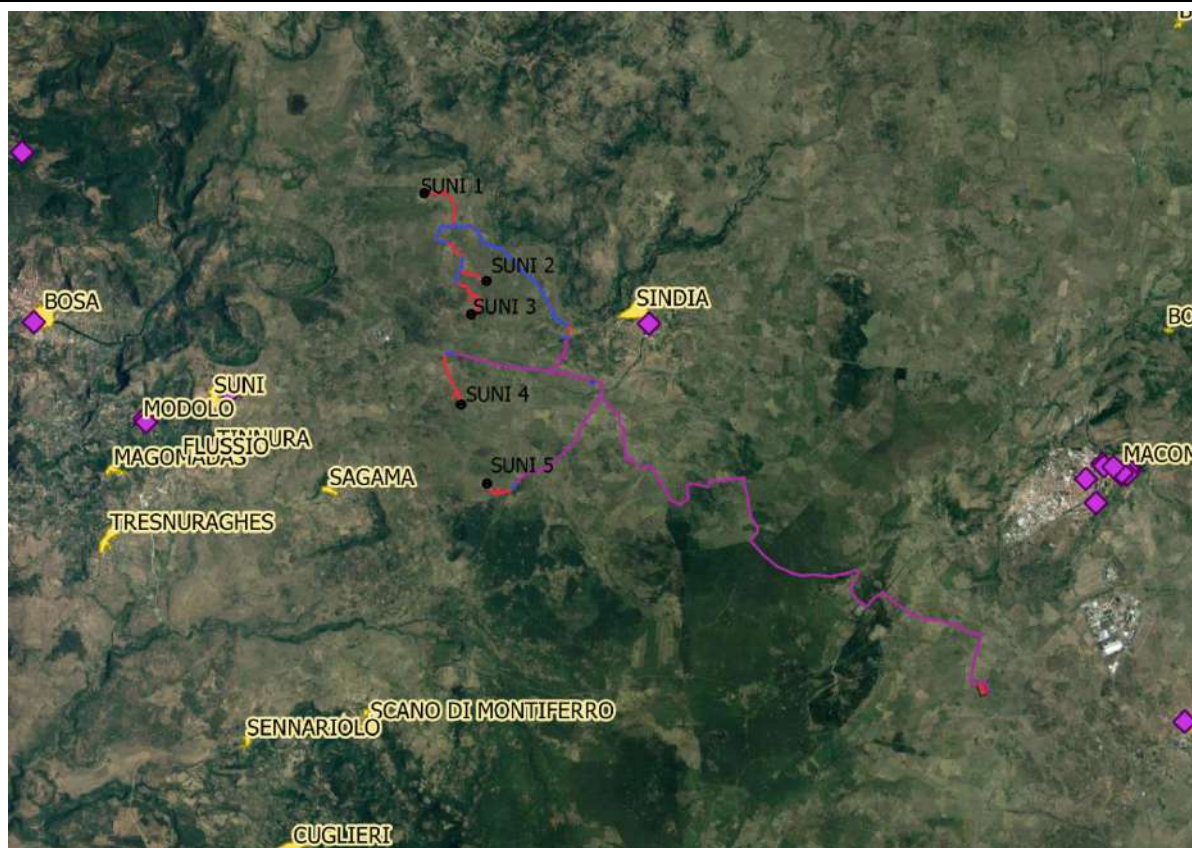 SUNI 1
SUNI 2
BOSA
SUNI 3
SINDIA
SUNI
SUNI 4
MODOLO
TINNURA
FLUSSIO
MAGOMADAS
MACOM
SUNI 5
SAGAMA
TRESNURAGHES
SCANO DI MONTIFERRO
SENNARIOLO
CUGLIERI